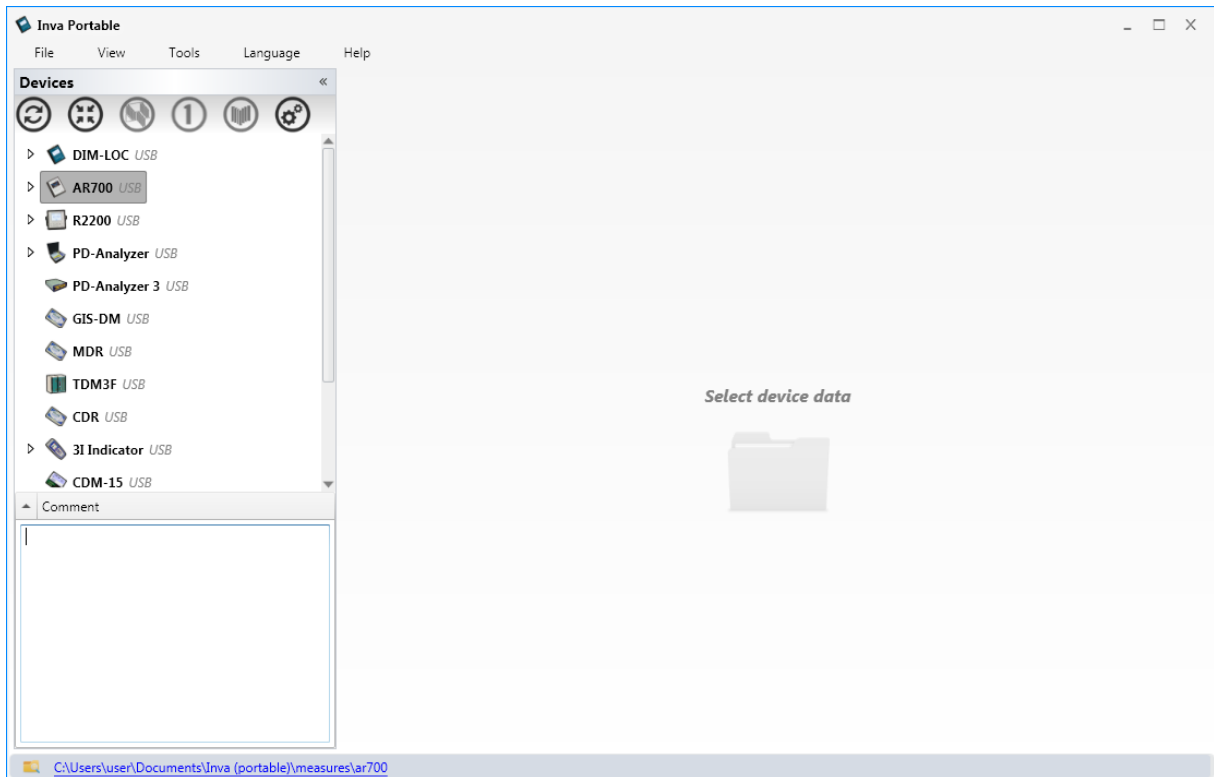 Inva Portable
File View Tools Language Help
Devices «
1
DIM-LOC USB
AR700 USB
R2200 USB
PD-Analyzer USB
PD-Analyzer 3 USB
GIS-DM USB
MDR USB
TDM3F USB
CDR USB
3I Indicator USB
CDM-15 USB
Comment
Select device data
C:\Users\user\Documents\Inva (portable)\measures\ar700